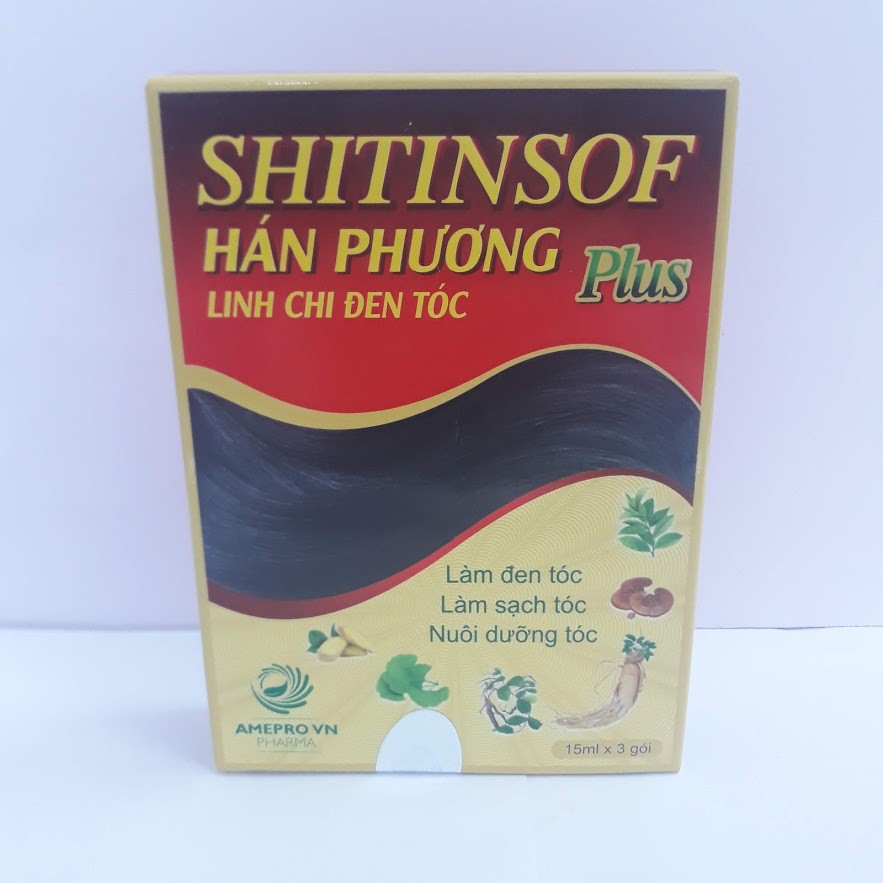 SHITINSOF
HÁN PHƯƠNG
Plus
LINH CHI ĐEN TÓC
Làm đen tóc
Làm sạch tóc
Nuôi dưỡng tóc
AMEPRO VN
PHARMA
15ml x 3 gói